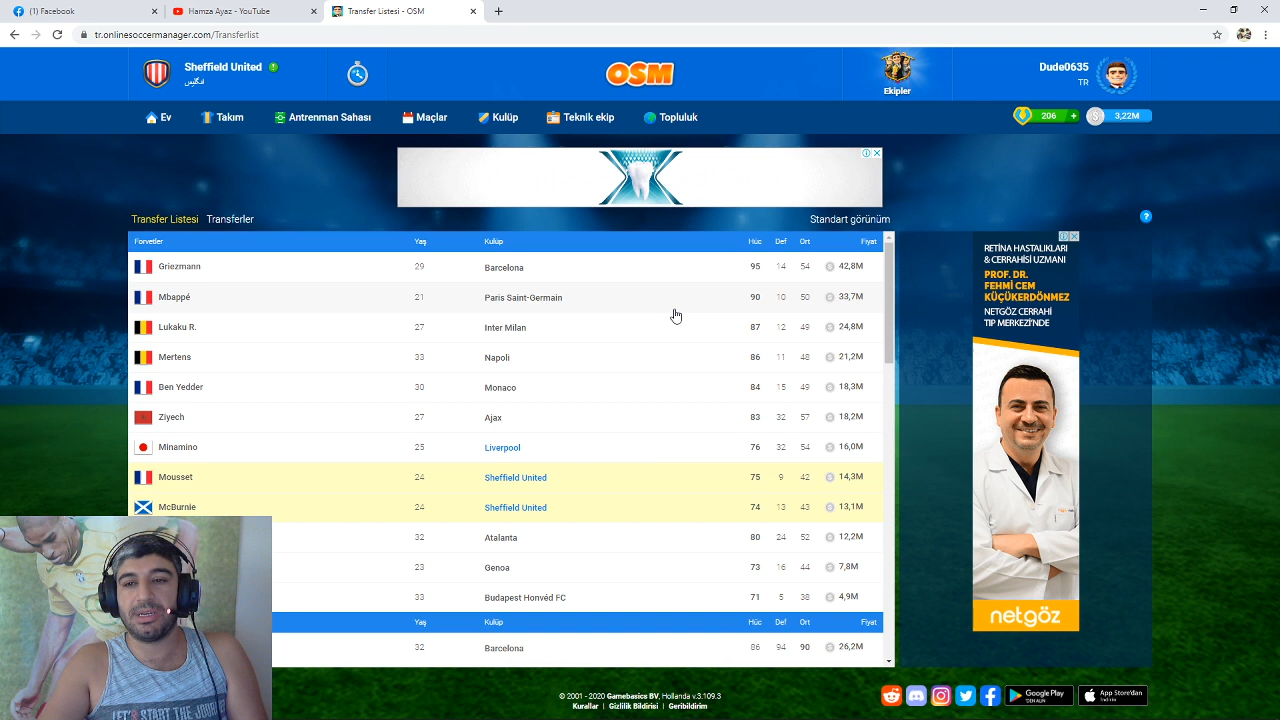 (1) Facebook
Hamza Ayaz - YouTube
Transfer Listesi - OSM
tr.onlinesoccermanager.com/Transferlist
Sheffield United
انگلیس
OSM
Ekipler
Dude0635
TR
Ev
Takım
Antrenman Sahası
Maçlar
Kulüp
Teknik ekip
Topluluk
206 +
3,22M
Transfer Listesi Transferler
Standart görünüm
Forvetler Yaş Kulüp Hüc Def Ort Fiyat
Griezmann 29 Barcelona 95 14 54 42,8M
Mbappé 21 Paris Saint-Germain 90 10 50 33,7M
Lukaku R. 27 Inter Milan 87 12 49 24,8M
Mertens 33 Napoli 86 11 48 21,2M
Ben Yedder 30 Monaco 84 15 49 18,3M
Ziyech 27 Ajax 83 32 57 18,2M
Minamino 25 Liverpool 76 32 54 16,0M
Mousset 24 Sheffield United 75 9 42 14,3M
McBurnie 24 Sheffield United 74 13 43 13,1M
32 Atalanta 80 24 52 12,2M
23 Genoa 73 16 44 7,8M
33 Budapest Honvéd FC 71 5 38 4,9M
Yaş Kulüp Hüc Def Ort Fiyat
32 Barcelona 86 94 90 26,2M
RETİNA HASTALIKLARI
& CERRAHİSİ UZMANI
PROF. DR.
FEHMİ CEM
KÜÇÜKERDÖNMEZ
NETGÖZ CERRAHİ
TIP MERKEZİ'NDE
netgöz
© 2001 - 2020 Gamebasics BV, Hollanda v.3.109.3
Kurallar | Gizlilik Bildirisi | Geribildirim
Google Play
'DEN ALIN
App Store'dan
İndirin
LET'S START THE